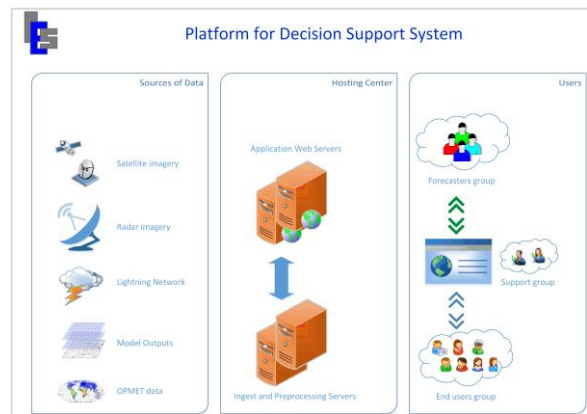 IES
Platform for Decision Support System
Sources of Data
Satellite imagery
Radar imagery
Lightning Network
Model Outputs
OPMET data
Hosting Center
Application Web Servers
Ingest and Preprocessing Servers
Users
Forecasters group
Support group
End users group